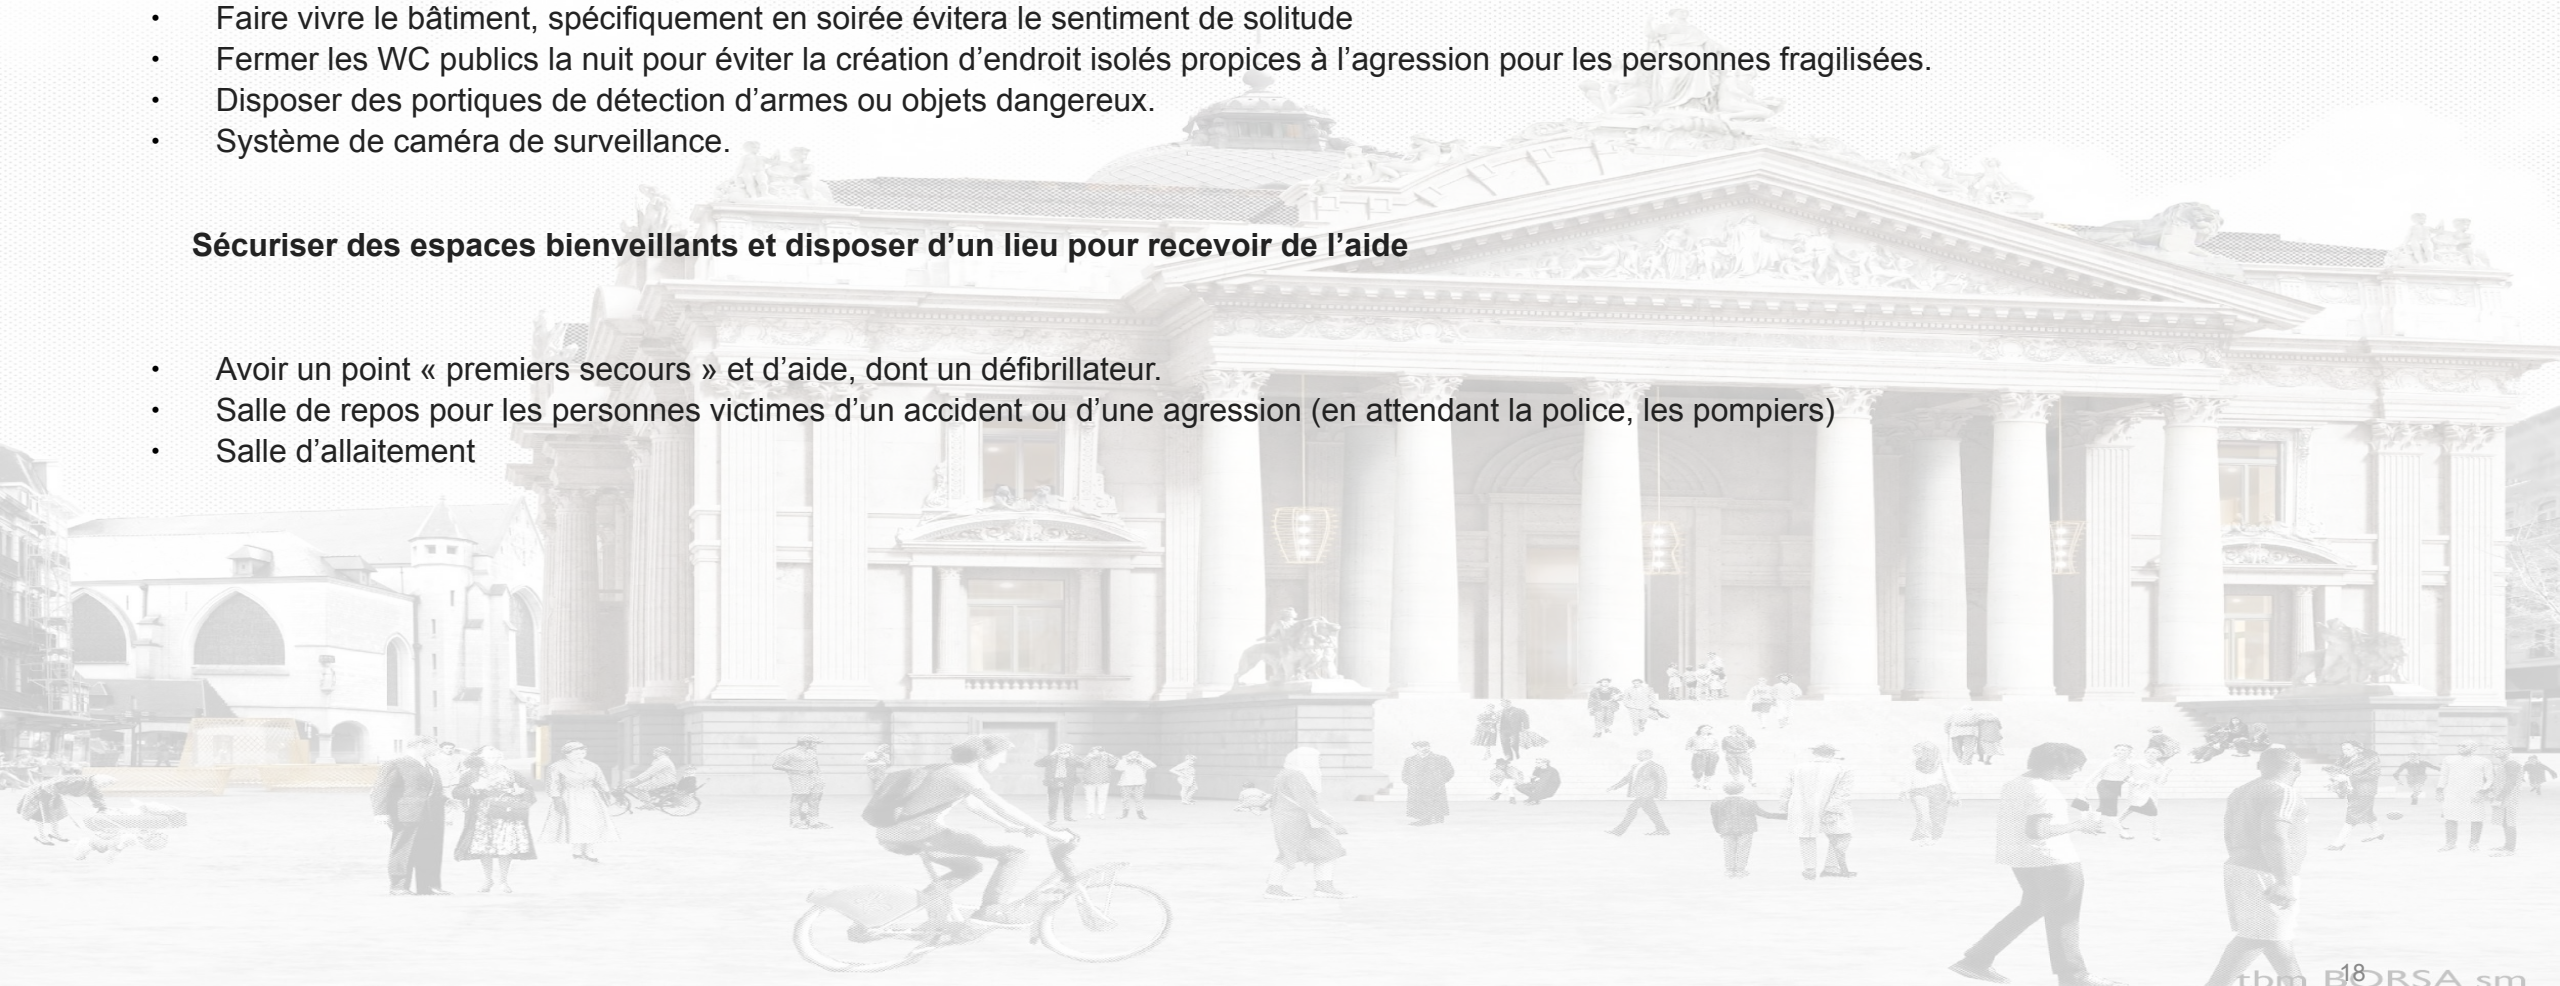 • Faire vivre le bâtiment, spécifiquement en soirée évitera le sentiment de solitude
• Fermer les WC publics la nuit pour éviter la création d’endroit isolés propices à l’agression pour les personnes fragilisées.
• Disposer des portiques de détection d’armes ou objets dangereux.
• Système de caméra de surveillance.
Sécuriser des espaces bienveillants et disposer d’un lieu pour recevoir de l’aide
• Avoir un point « premiers secours » et d’aide, dont un défibrillateur.
• Salle de repos pour les personnes victimes d’un accident ou d’une agression (en attendant la police, les pompiers)
• Salle d’allaitement
18
tbm BORSA sm